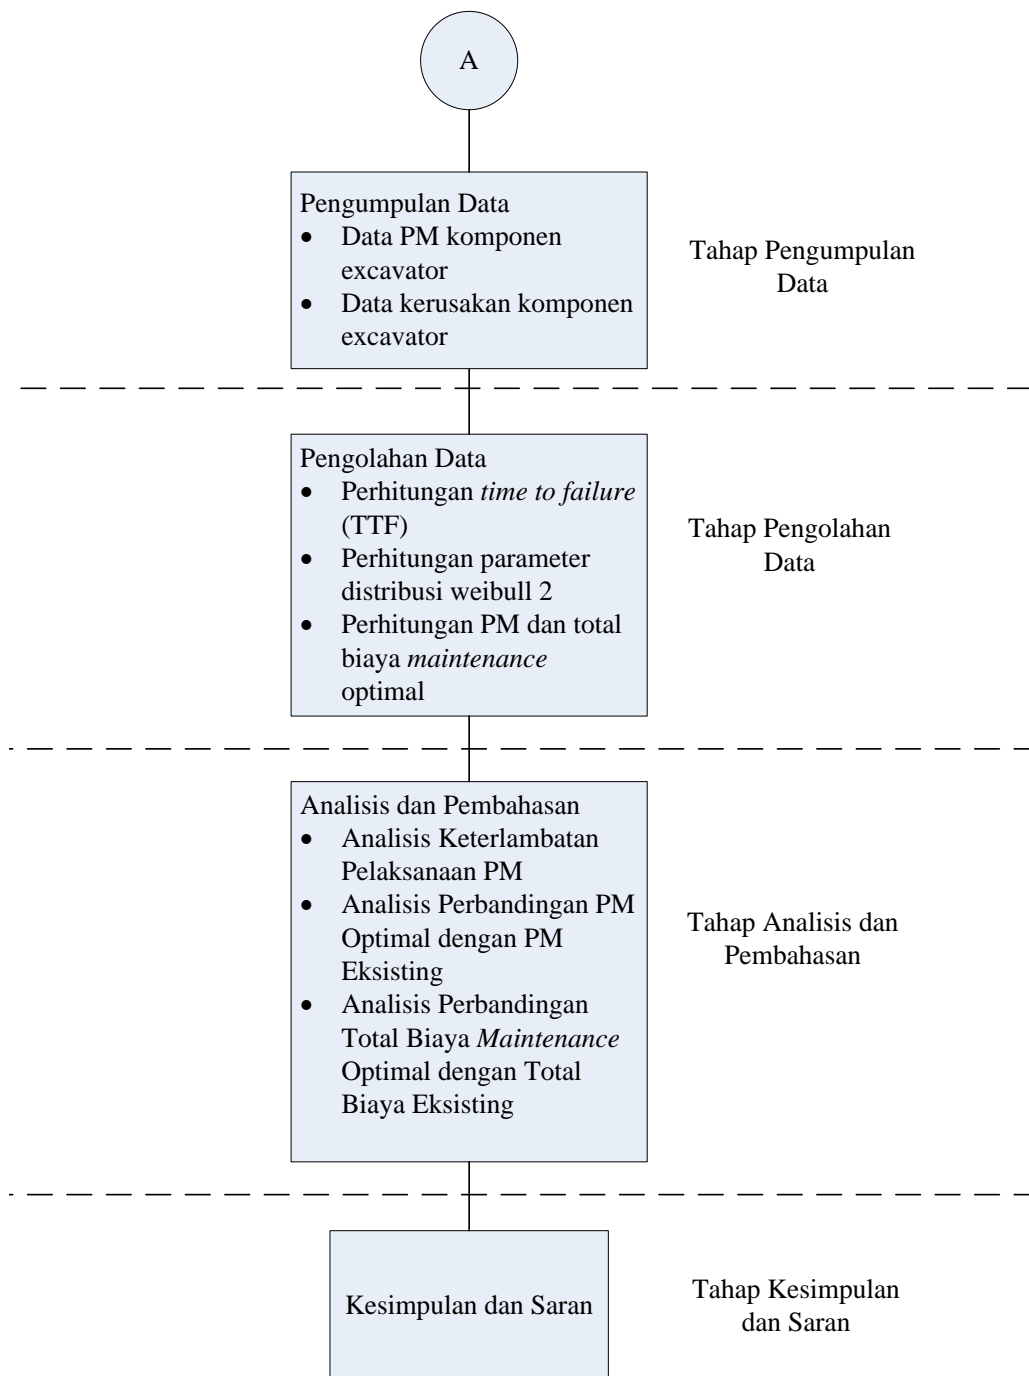 A
Pengumpulan Data
• Data PM komponen
excavator
• Data kerusakan komponen
excavator
Tahap Pengumpulan
Data
Pengolahan Data
• Perhitungan time to failure
(TTF)
• Perhitungan parameter
distribusi weibull 2
• Perhitungan PM dan total
biaya maintenance
optimal
Tahap Pengolahan
Data
Analisis dan Pembahasan
• Analisis Keterlambatan
Pelaksanaan PM
• Analisis Perbandingan PM
Optimal dengan PM
Eksisting
• Analisis Perbandingan
Total Biaya Maintenance
Optimal dengan Total
Biaya Eksisting
Tahap Analisis dan
Pembahasan
Kesimpulan dan Saran
Tahap Kesimpulan
dan Saran